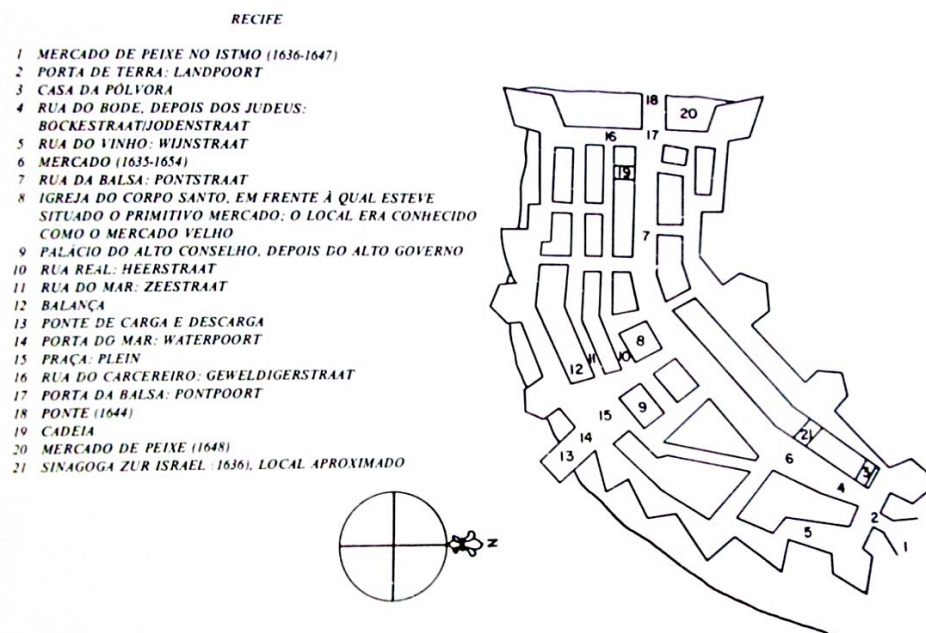 RECIFE
1 MERCADO DE PEIXE NO ISTMO (1636-1647)
2 PORTA DE TERRA: LANDPOORT
3 CASA DA PÓLVORA
4 RUA DO BODE, DEPOIS DOS JUDEUS:
BOCKESTRAAT/JODENSTRAAT
5 RUA DO VINHO: WIJNSTRAAT
6 MERCADO (1635-1654)
7 RUA DA BALSA: PONTSTRAAT
8 IGREJA DO CORPO SANTO, EM FRENTE À QUAL ESTEVE
SITUADO O PRIMITIVO MERCADO; O LOCAL ERA CONHECIDO
COMO O MERCADO VELHO
9 PALÁCIO DO ALTO CONSELHO, DEPOIS DO ALTO GOVERNO
10 RUA REAL: HEERSTRAAT
11 RUA DO MAR: ZEESTRAAT
12 BALANÇA
13 PONTE DE CARGA E DESCARGA
14 PORTA DO MAR: WATERPOORT
15 PRAÇA: PLEIN
16 RUA DO CARCEREIRO: GEWELDIGERSTRAAT
17 PORTA DA BALSA: PONTPOORT
18 PONTE (1644)
19 CADEIA
20 MERCADO DE PEIXE (1648)
21 SINAGOGA ZUR ISRAEL (1636), LOCAL APROXIMADO
18
20
16
17
19
7
8
12
11
10
9
15
14
13
21
6
3
4
2
5
1
N